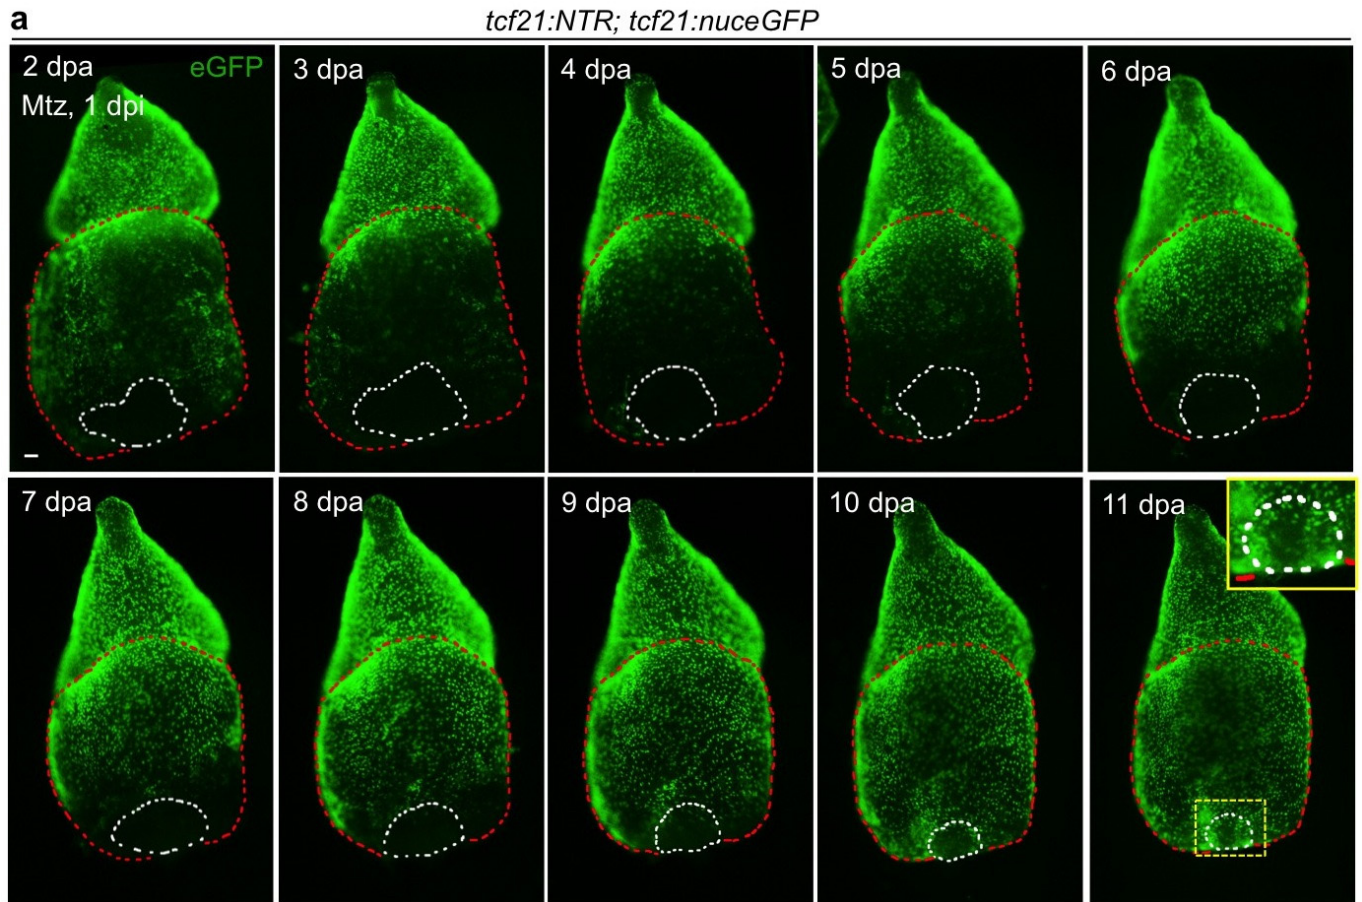 a
tcf21:NTR; tcf21:nuceGFP
2 dpa eGFP
Mtz, 1 dpi
3 dpa
4 dpa
5 dpa
6 dpa
7 dpa
8 dpa
9 dpa
10 dpa
11 dpa